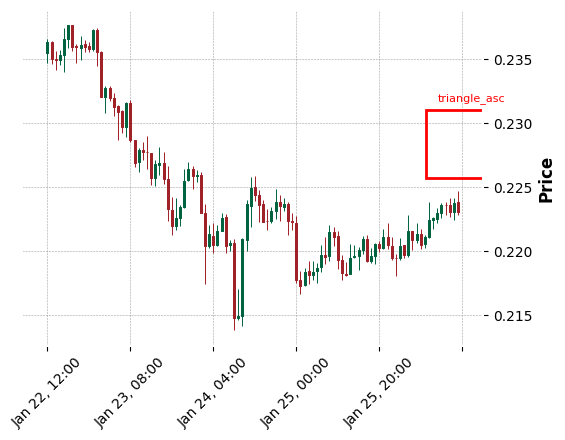 triangle_asc
0.235
0.230
0.225
0.220
0.215
Price
Jan 22, 12:00
Jan 23, 08:00
Jan 24, 04:00
Jan 25, 00:00
Jan 25, 20:00